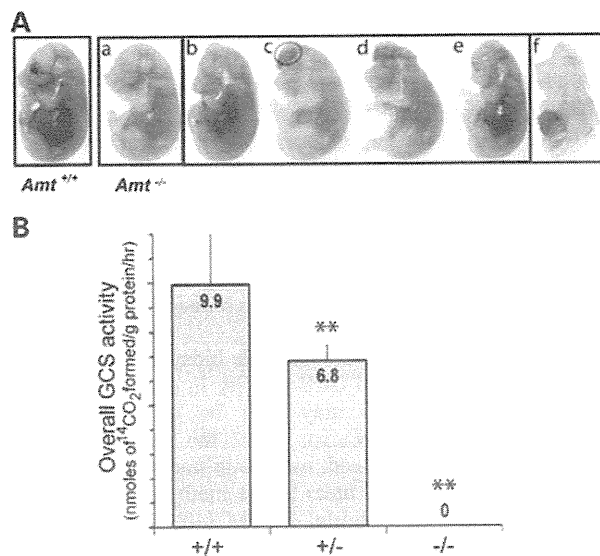 A
a b c d e f
Amt +/+ Amt -/-
B
Overall GCS activity
(nmoles of 14CO2 formed/g protein/hr)
9.9
**
6.8
**
0
+/+ +/- -/-